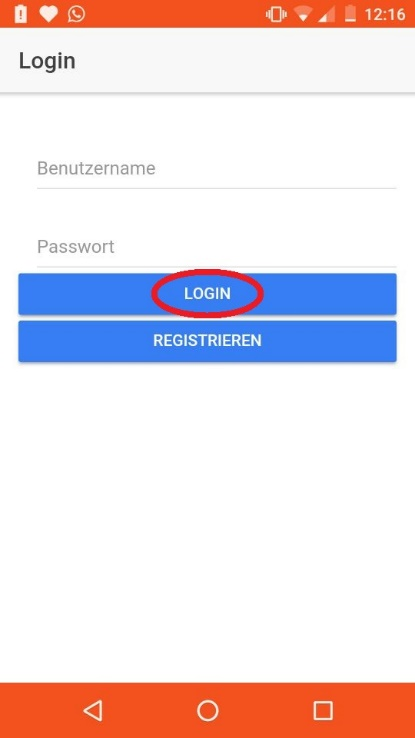 12:16
Login
Benutzername
Passwort
LOGIN
REGISTRIEREN